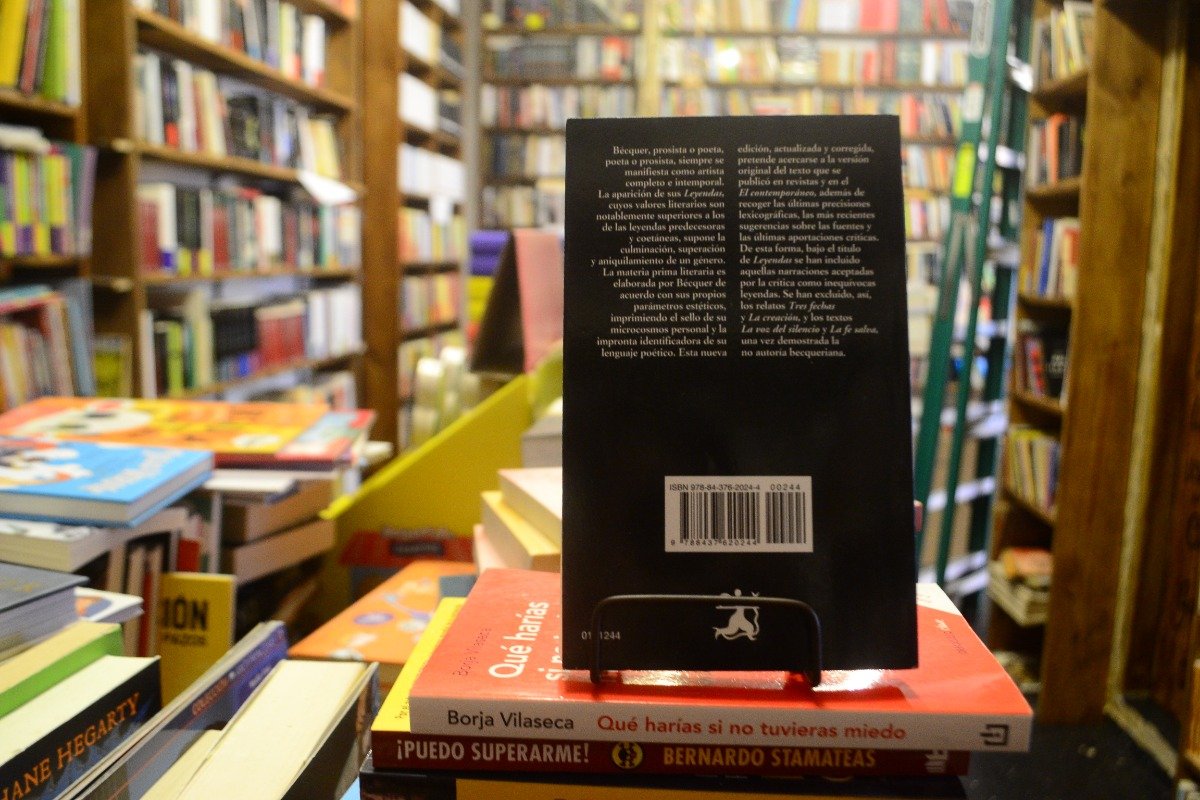 Bécquer, prosista o poeta,
poeta o prosista, siempre se
manifiesta como artista
completo e intemporal.
La aparición de sus Leyendas,
cuyos valores literarios son
notablemente superiores a los
de las leyendas predecesoras
y coetáneas, supone la
culminación, superación
y aniquilamiento de un género.
La materia prima literaria es
elaborada por Bécquer de
acuerdo con sus propios
parámetros estéticos,
imprimiendo el sello de su
microcosmos personal y la
impronta identificadora de su
lenguaje poético. Esta nueva
edición, actualizada y corregida,
pretende acercarse a la versión
original del texto que se
publicó en revistas y en el
El contemporáneo, además de
recoger las últimas precisiones
lexicográficas, las más recientes
sugerencias sobre las fuentes y
las últimas aportaciones críticas.
De esta forma, bajo el título
de Leyendas se han incluido
aquellas narraciones aceptadas
por la crítica como inequívocas
leyendas. Se han excluido, así,
los relatos Tres fechas
y La creación, y los textos
La voz del silencio y La fe salva,
una vez demostrada la
no autoría becqueriana.
ISBN 978-84-376-2024-4 00244
9 788437 620244
1244
Borja Vilaseca
Qué harías
si no
Borja Vilaseca Qué harías si no tuvieras miedo
¡PUEDO SUPERARME! BERNARDO STAMATEAS
HEGARTY